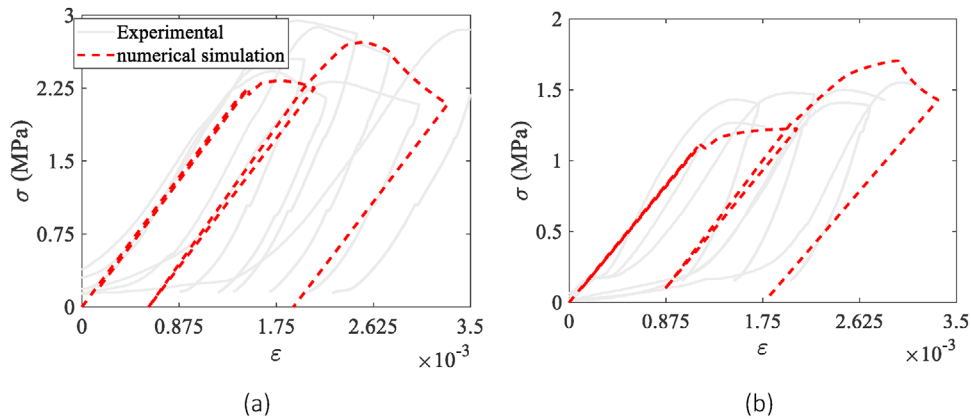 3
2.25
1.5
0.75
0
σ (MPa)
Experimental
numerical simulation
0 0.875 1.75 2.625 3.5
×10⁻³
ε
(a)
2
1.5
1
0.5
0
σ (MPa)
0 0.875 1.75 2.625 3.5
×10⁻³
ε
(b)